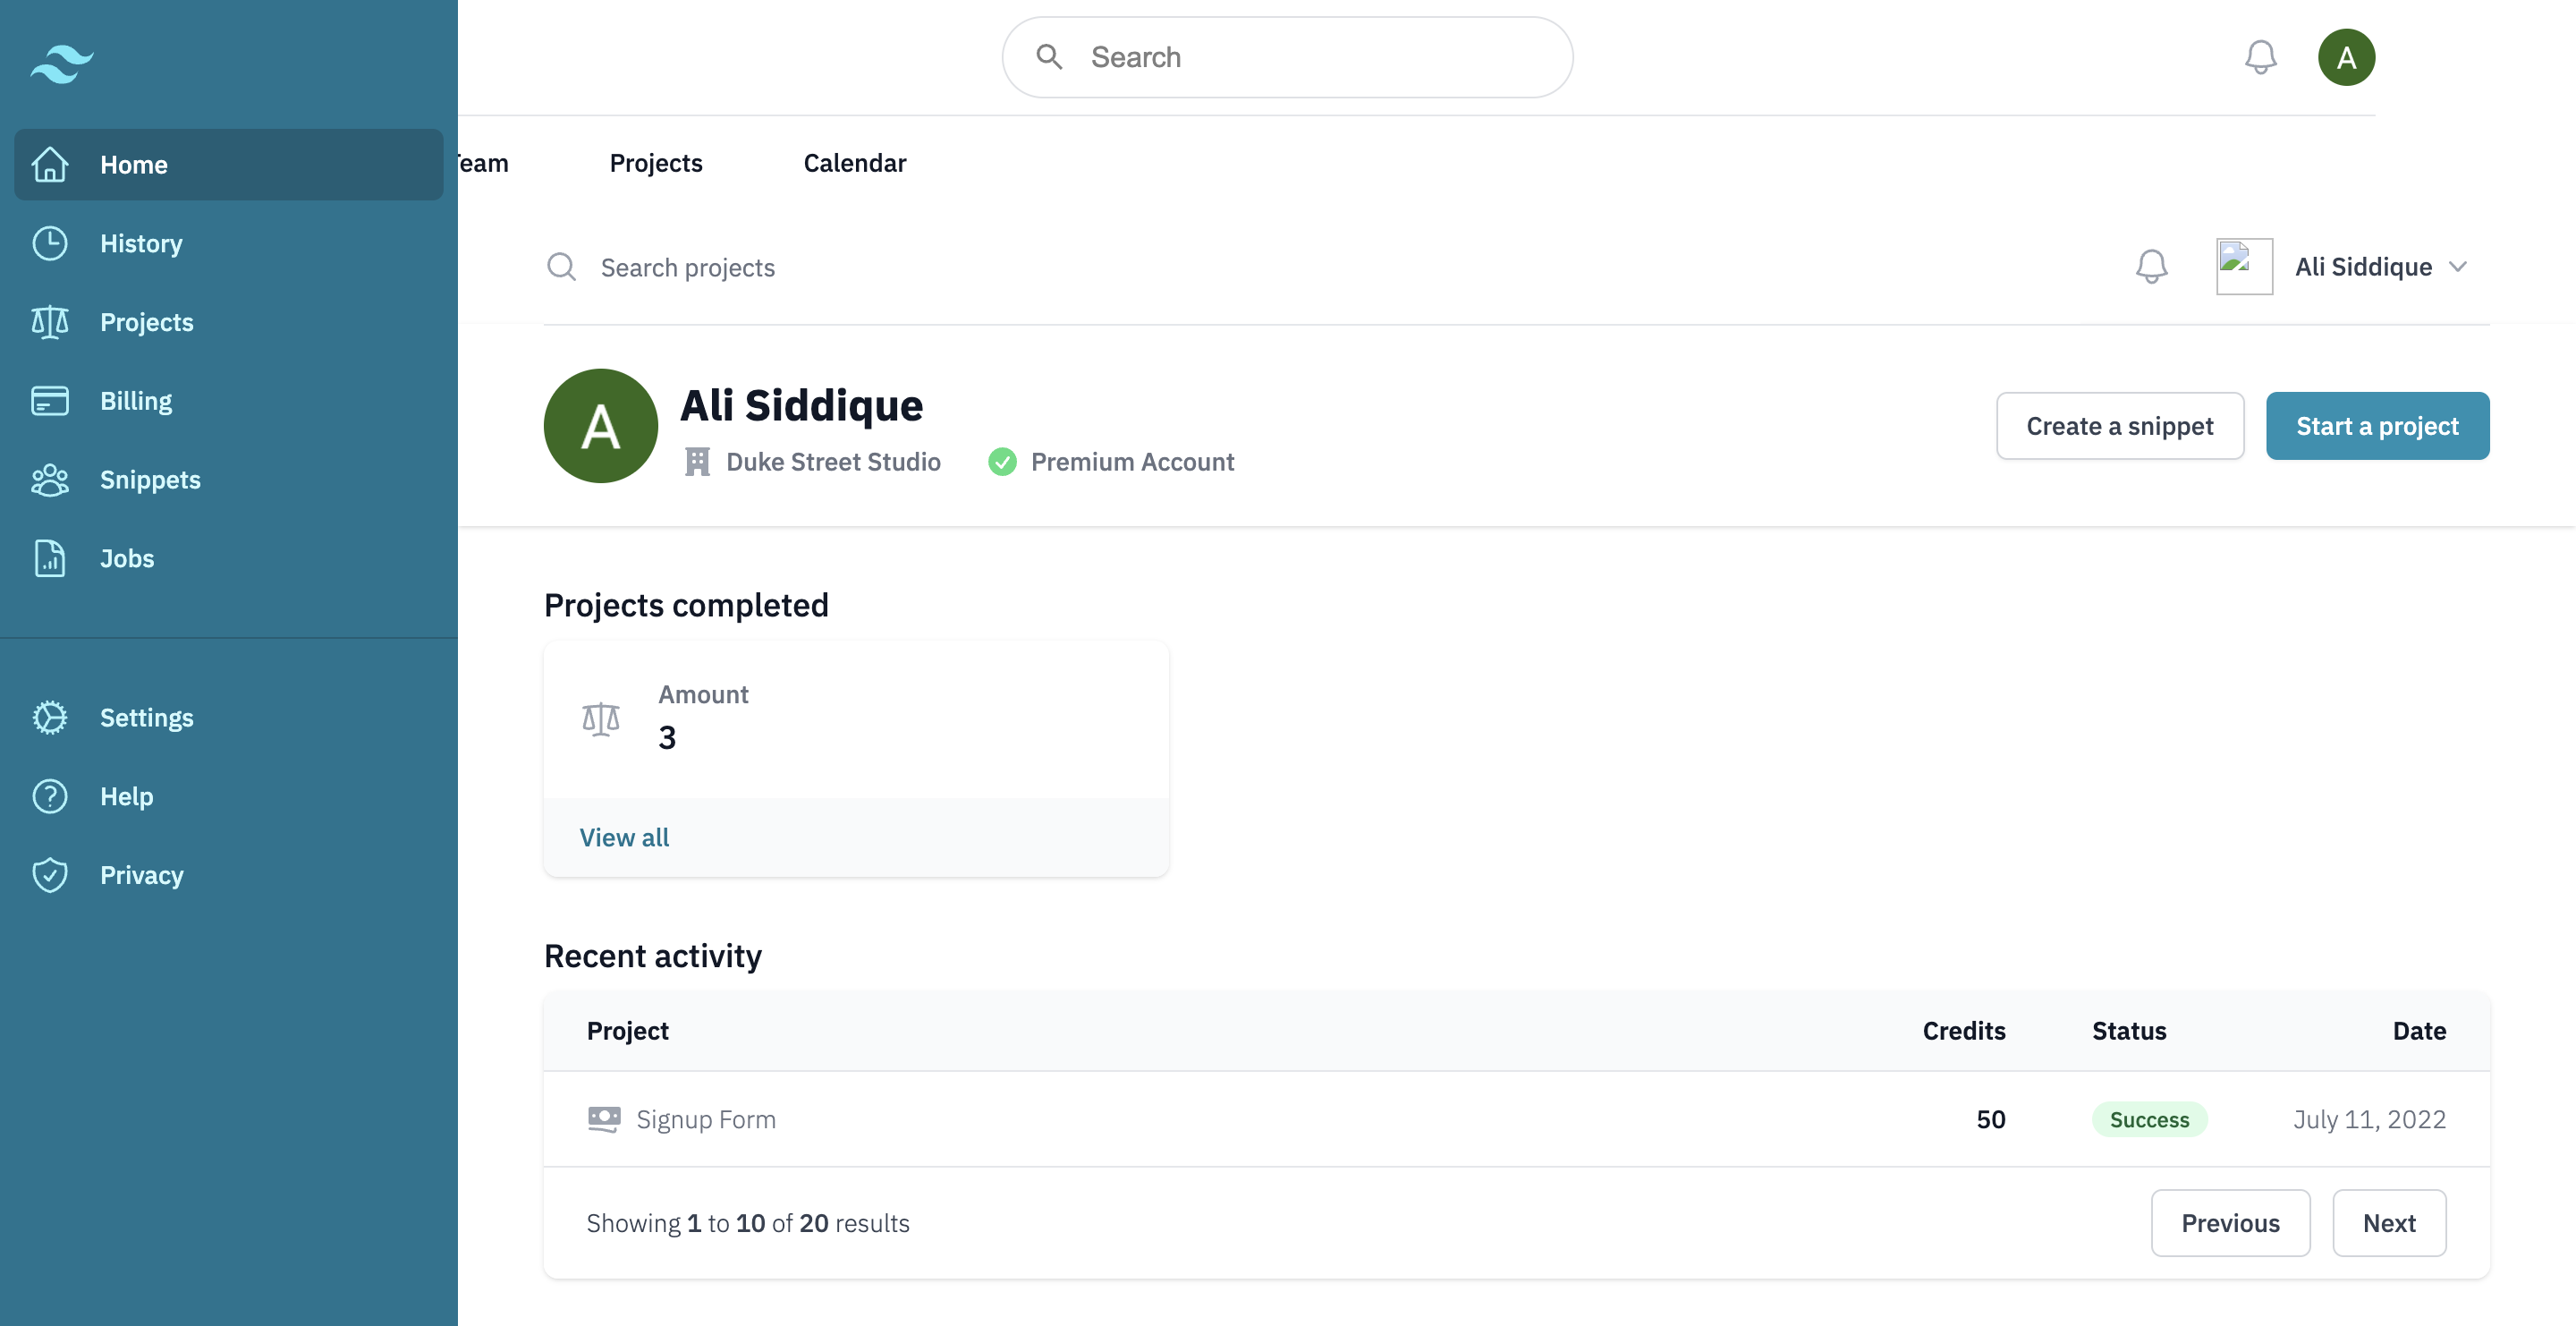 Search
A
Home
History
Projects
Billing
Snippets
Jobs
Settings
Help
Privacy
Team Projects Calendar
Search projects
Ali Siddique
A
Ali Siddique
Duke Street Studio Premium Account
Create a snippet Start a project
Projects completed
Amount
3
View all
Recent activity
Project Credits Status Date
Signup Form 50 Success July 11, 2022
Showing 1 to 10 of 20 results
Previous Next